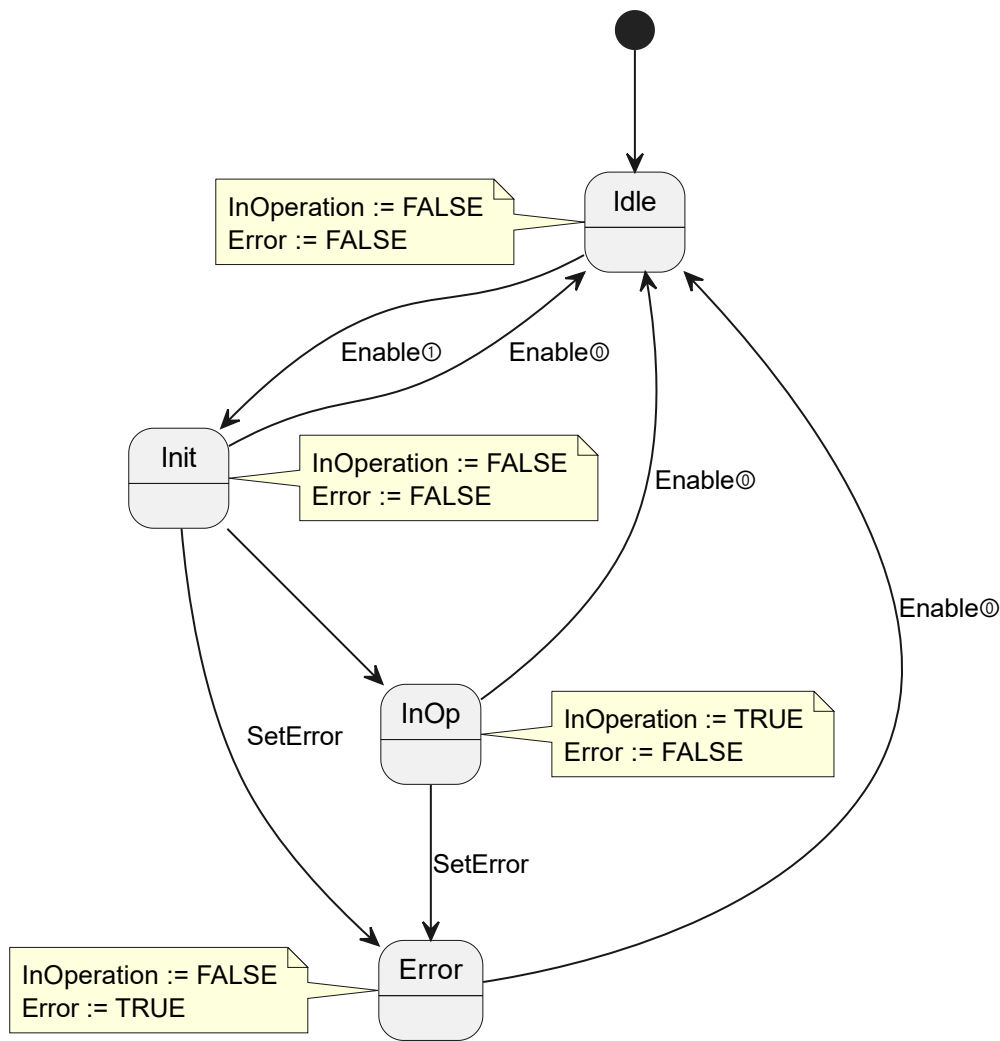 Idle
InOperation := FALSE
Error := FALSE
Enable①
Enable⓪
Init
InOperation := FALSE
Error := FALSE
Enable⓪
Enable⓪
InOp
InOperation := TRUE
Error := FALSE
SetError
SetError
Error
InOperation := FALSE
Error := TRUE